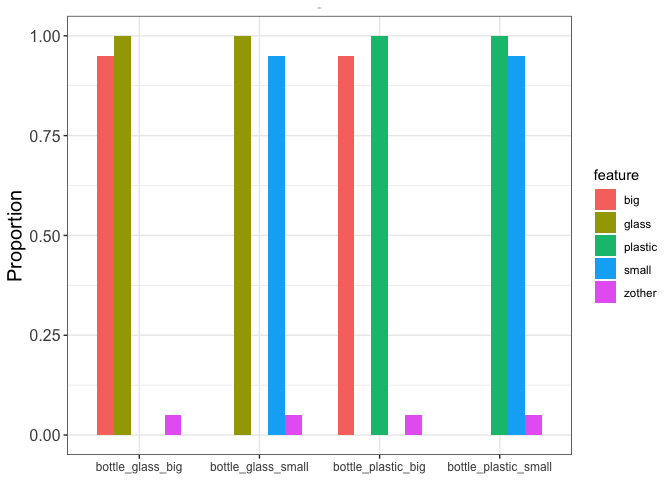 -
1.00
0.75
0.50
0.25
0.00
Proportion
bottle_glass_big bottle_glass_small bottle_plastic_big bottle_plastic_small
feature
big
glass
plastic
small
zother